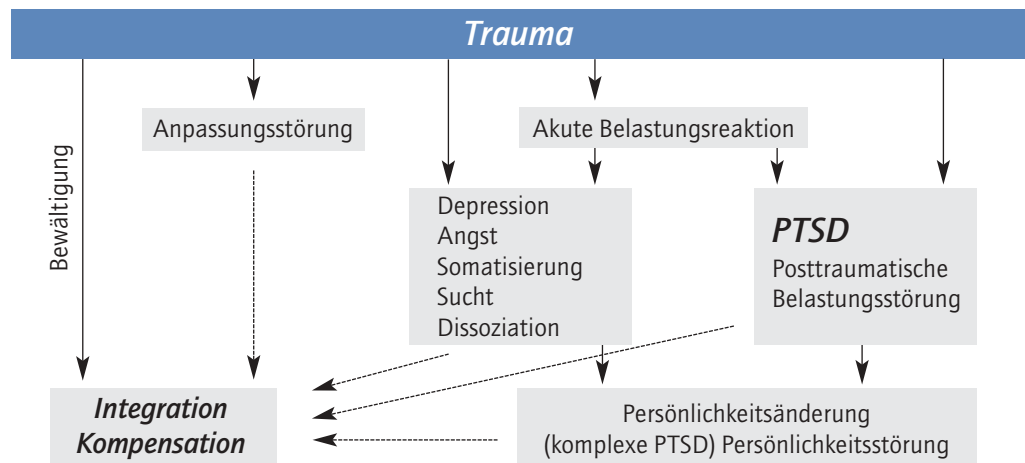 Trauma
Bewältigung
Anpassungsstörung
Akute Belastungsreaktion
Depression
Angst
Somatisierung
Sucht
Dissoziation
PTSD
Posttraumatische
Belastungsstörung
Integration
Kompensation
Persönlichkeitsänderung
(komplexe PTSD) Persönlichkeitsstörung